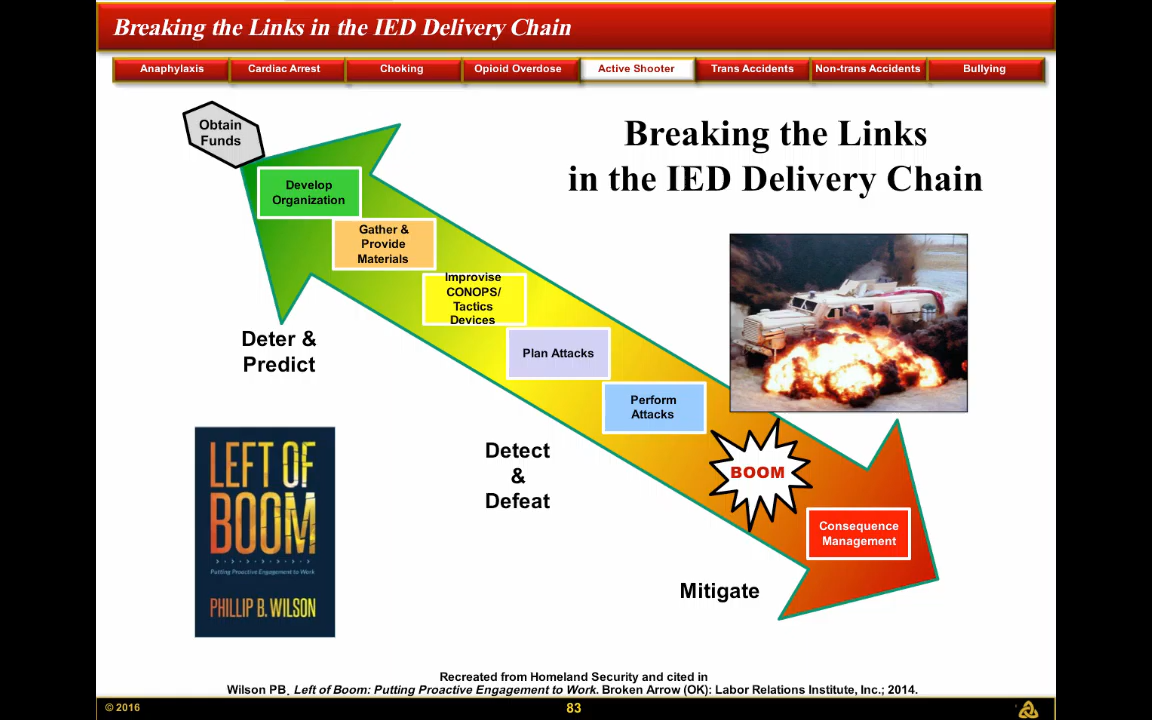 Breaking the Links in the IED Delivery Chain
Anaphylaxis
Cardiac Arrest
Choking
Opioid Overdose
Active Shooter
Trans Accidents
Non-trans Accidents
Bullying
Obtain
Funds
Breaking the Links
in the IED Delivery Chain
Develop
Organization
Gather &
Provide
Materials
Improvise
CONOPS/
Tactics
Devices
Plan Attacks
Perform
Attacks
BOOM
Consequence
Management
Deter &
Predict
Detect
&
Defeat
Mitigate
LEFT OF
BOOM
Putting Proactive Engagement to Work
PHILLIP B. WILSON
Recreated from Homeland Security and cited in
Wilson PB. Left of Boom: Putting Proactive Engagement to Work. Broken Arrow (OK): Labor Relations Institute, Inc.; 2014.
© 2016
83